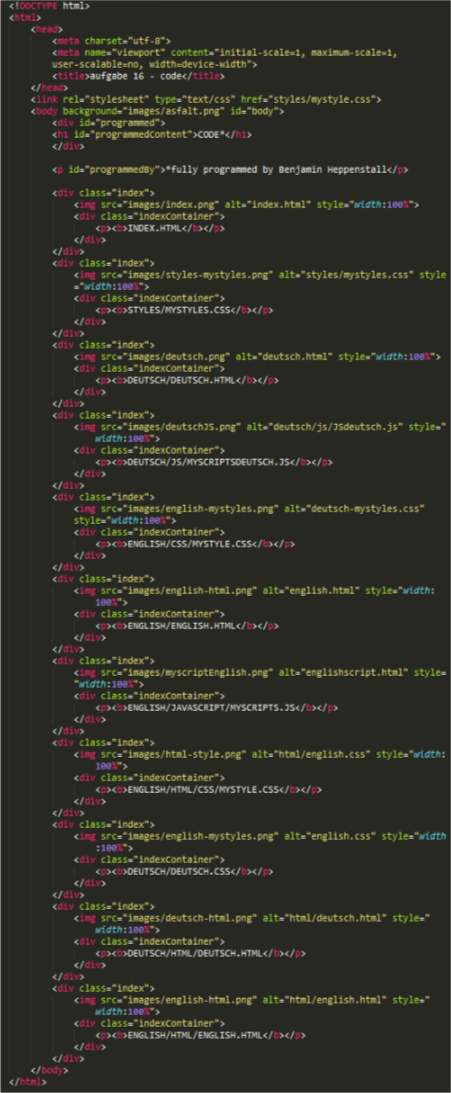 <!DOCTYPE html>
<html>
<head>
<meta charset="utf-8">
<meta name="viewport" content="initial-scale=1, maximum-scale=1,
user-scalable=no, width=device-width">
<title>aufgabe 16 - code</title>
</head>
<link rel="stylesheet" type="text/css" href="styles/mystyle.css">
<body background="images/asfalt.png" id="body">
<div id="programmed">
<h1 id="programmedContent">CODE*</h1>
</div>
<p id="programmedBy">*fully programmed by Benjamin Heppenstall</p>
<div class="index">
<img src="images/index.png" alt="index.html" style="width:100%">
<div class="indexContainer">
<p><b>INDEX.HTML</b></p>
</div>
</div>
<div class="index">
<img src="images/styles-mystyles.png" alt="styles/mystyles.css" style
="width:100%">
<div class="indexContainer">
<p><b>STYLES/MYSTYLES.CSS</b></p>
</div>
</div>
<div class="index">
<img src="images/deutsch.png" alt="deutsch.html" style="width:100%">
<div class="indexContainer">
<p><b>DEUTSCH/DEUTSCH.HTML</b></p>
</div>
</div>
<div class="index">
<img src="images/deutschJS.png" alt="deutsch/js/JSdeutsch.js" style="
width:100%">
<div class="indexContainer">
<p><b>DEUTSCH/JS/MYSCRIPTSDEUTSCH.JS</b></p>
</div>
</div>
<div class="index">
<img src="images/english-mystyles.png" alt="deutsch-mystyles.css"
style="width:100%">
<div class="indexContainer">
<p><b>ENGLISH/CSS/MYSTYLE.CSS</b></p>
</div>
</div>
<div class="index">
<img src="images/english-html.png" alt="english.html" style="width:
100%">
<div class="indexContainer">
<p><b>ENGLISH/ENGLISH.HTML</b></p>
</div>
</div>
<div class="index">
<img src="images/myscriptEnglish.png" alt="englishscript.html" style=
"width:100%">
<div class="indexContainer">
<p><b>ENGLISH/JAVASCRIPT/MYSCRIPTS.JS</b></p>
</div>
</div>
<div class="index">
<img src="images/html-style.png" alt="html/english.css" style="width:
100%">
<div class="indexContainer">
<p><b>ENGLISH/HTML/CSS/MYSTYLE.CSS</b></p>
</div>
</div>
<div class="index">
<img src="images/english-mystyles.png" alt="english.css" style="width
:100%">
<div class="indexContainer">
<p><b>DEUTSCH/DEUTSCH.CSS</b></p>
</div>
</div>
<div class="index">
<img src="images/deutsch-html.png" alt="html/deutsch.html" style="
width:100%">
<div class="indexContainer">
<p><b>DEUTSCH/HTML/DEUTSCH.HTML</b></p>
</div>
</div>
<div class="index">
<img src="images/english-html.png" alt="html/english.html" style="
width:100%">
<div class="indexContainer">
<p><b>ENGLISH/HTML/ENGLISH.HTML</b></p>
</div>
</div>
</body>
</html>